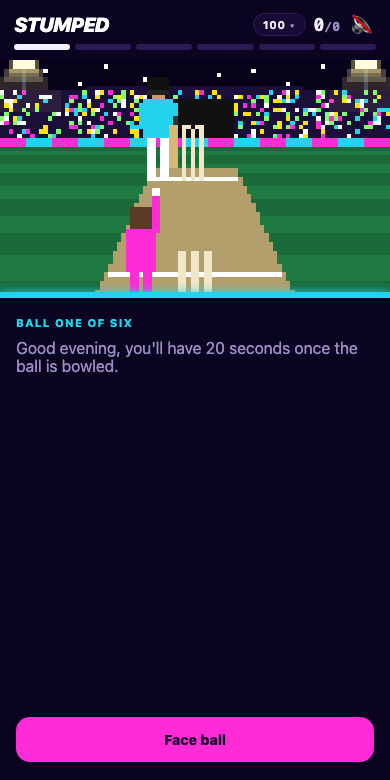 STUMPED
100 ▾
0/0
BALL ONE OF SIX
Good evening, you'll have 20 seconds once the
ball is bowled.
Face ball